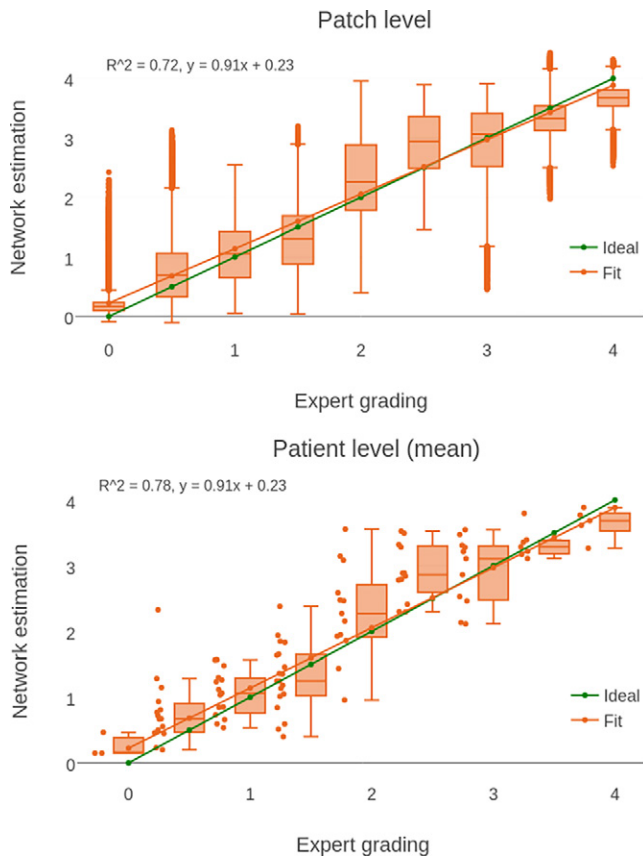 Patch level
R^2 = 0.72, y = 0.91x + 0.23
Network estimation
4
3
2
1
0
Ideal
Fit
0 1 2 3 4
Expert grading
Patient level (mean)
R^2 = 0.78, y = 0.91x + 0.23
Network estimation
4
3
2
1
0
Ideal
Fit
0 1 2 3 4
Expert grading